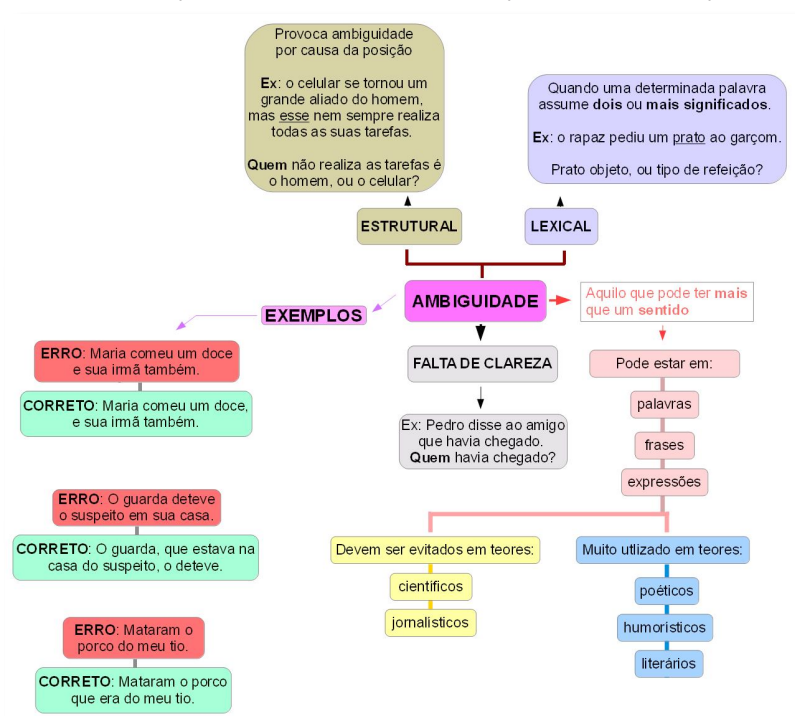 Provoca ambiguidade
por causa da posição
Ex: o celular se tornou um
grande aliado do homem,
mas esse nem sempre realiza
todas as suas tarefas.
Quem não realiza as tarefas é
o homem, ou o celular?
Quando uma determinada palavra
assume dois ou mais significados.
Ex: o rapaz pediu um prato ao garçom.
Prato objeto, ou tipo de refeição?
ESTRUTURAL
LEXICAL
AMBIGUIDADE
Aquilo que pode ter mais
que um sentido
EXEMPLOS
ERRO: Maria comeu um doce
e sua irmã também.
CORRETO: Maria comeu um doce,
e sua irmã também.
ERRO: O guarda deteve
o suspeito em sua casa.
CORRETO: O guarda, que estava na
casa do suspeito, o deteve.
ERRO: Mataram o
porco do meu tio.
CORRETO: Mataram o porco
que era do meu tio.
FALTA DE CLAREZA
Ex: Pedro disse ao amigo
que havia chegado.
Quem havia chegado?
Pode estar em:
palavras
frases
expressões
Devem ser evitados em teores:
científicos
jornalisticos
Muito utlizado em teores:
poéticos
humoristicos
literários